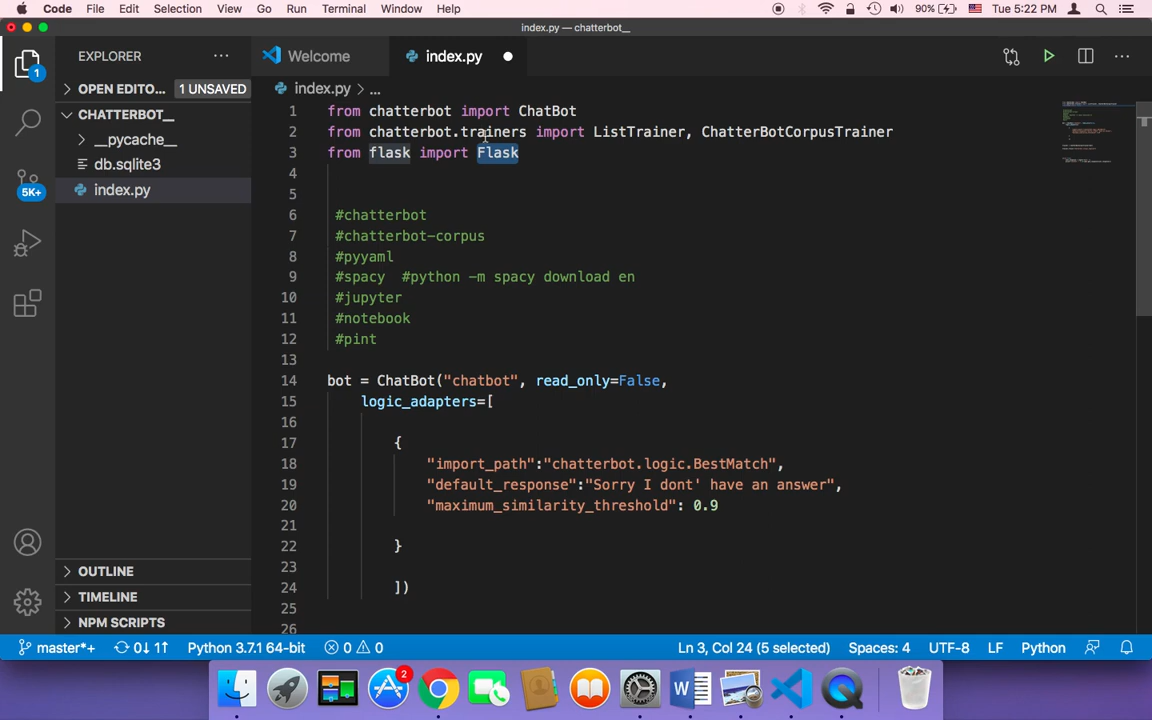 Code File Edit Selection View Go Run Terminal Window Help 90% Tue 5:22 PM
index.py — chatterbot_
EXPLORER ··· Welcome index.py
OPEN EDITO... 1 UNSAVED index.py > ...
CHATTERBOT_
__pycache__
db.sqlite3
index.py
1
5K+
1 from chatterbot import ChatBot
2 from chatterbot.trainers import ListTrainer, ChatterBotCorpusTrainer
3 from flask import Flask
4
5
6 #chatterbot
7 #chatterbot-corpus
8 #pyyaml
9 #spacy #python -m spacy download en
10 #jupyter
11 #notebook
12 #pint
13
14 bot = ChatBot("chatbot", read_only=False,
15 logic_adapters=[
16
17 {
18 "import_path":"chatterbot.logic.BestMatch",
19 "default_response":"Sorry I dont' have an answer",
20 "maximum_similarity_threshold": 0.9
21
22 }
23
24 ])
25
26
OUTLINE
TIMELINE
NPM SCRIPTS
master*+ 0↓ 1↑ Python 3.7.1 64-bit 0 0 Ln 3, Col 24 (5 selected) Spaces: 4 UTF-8 LF Python
2